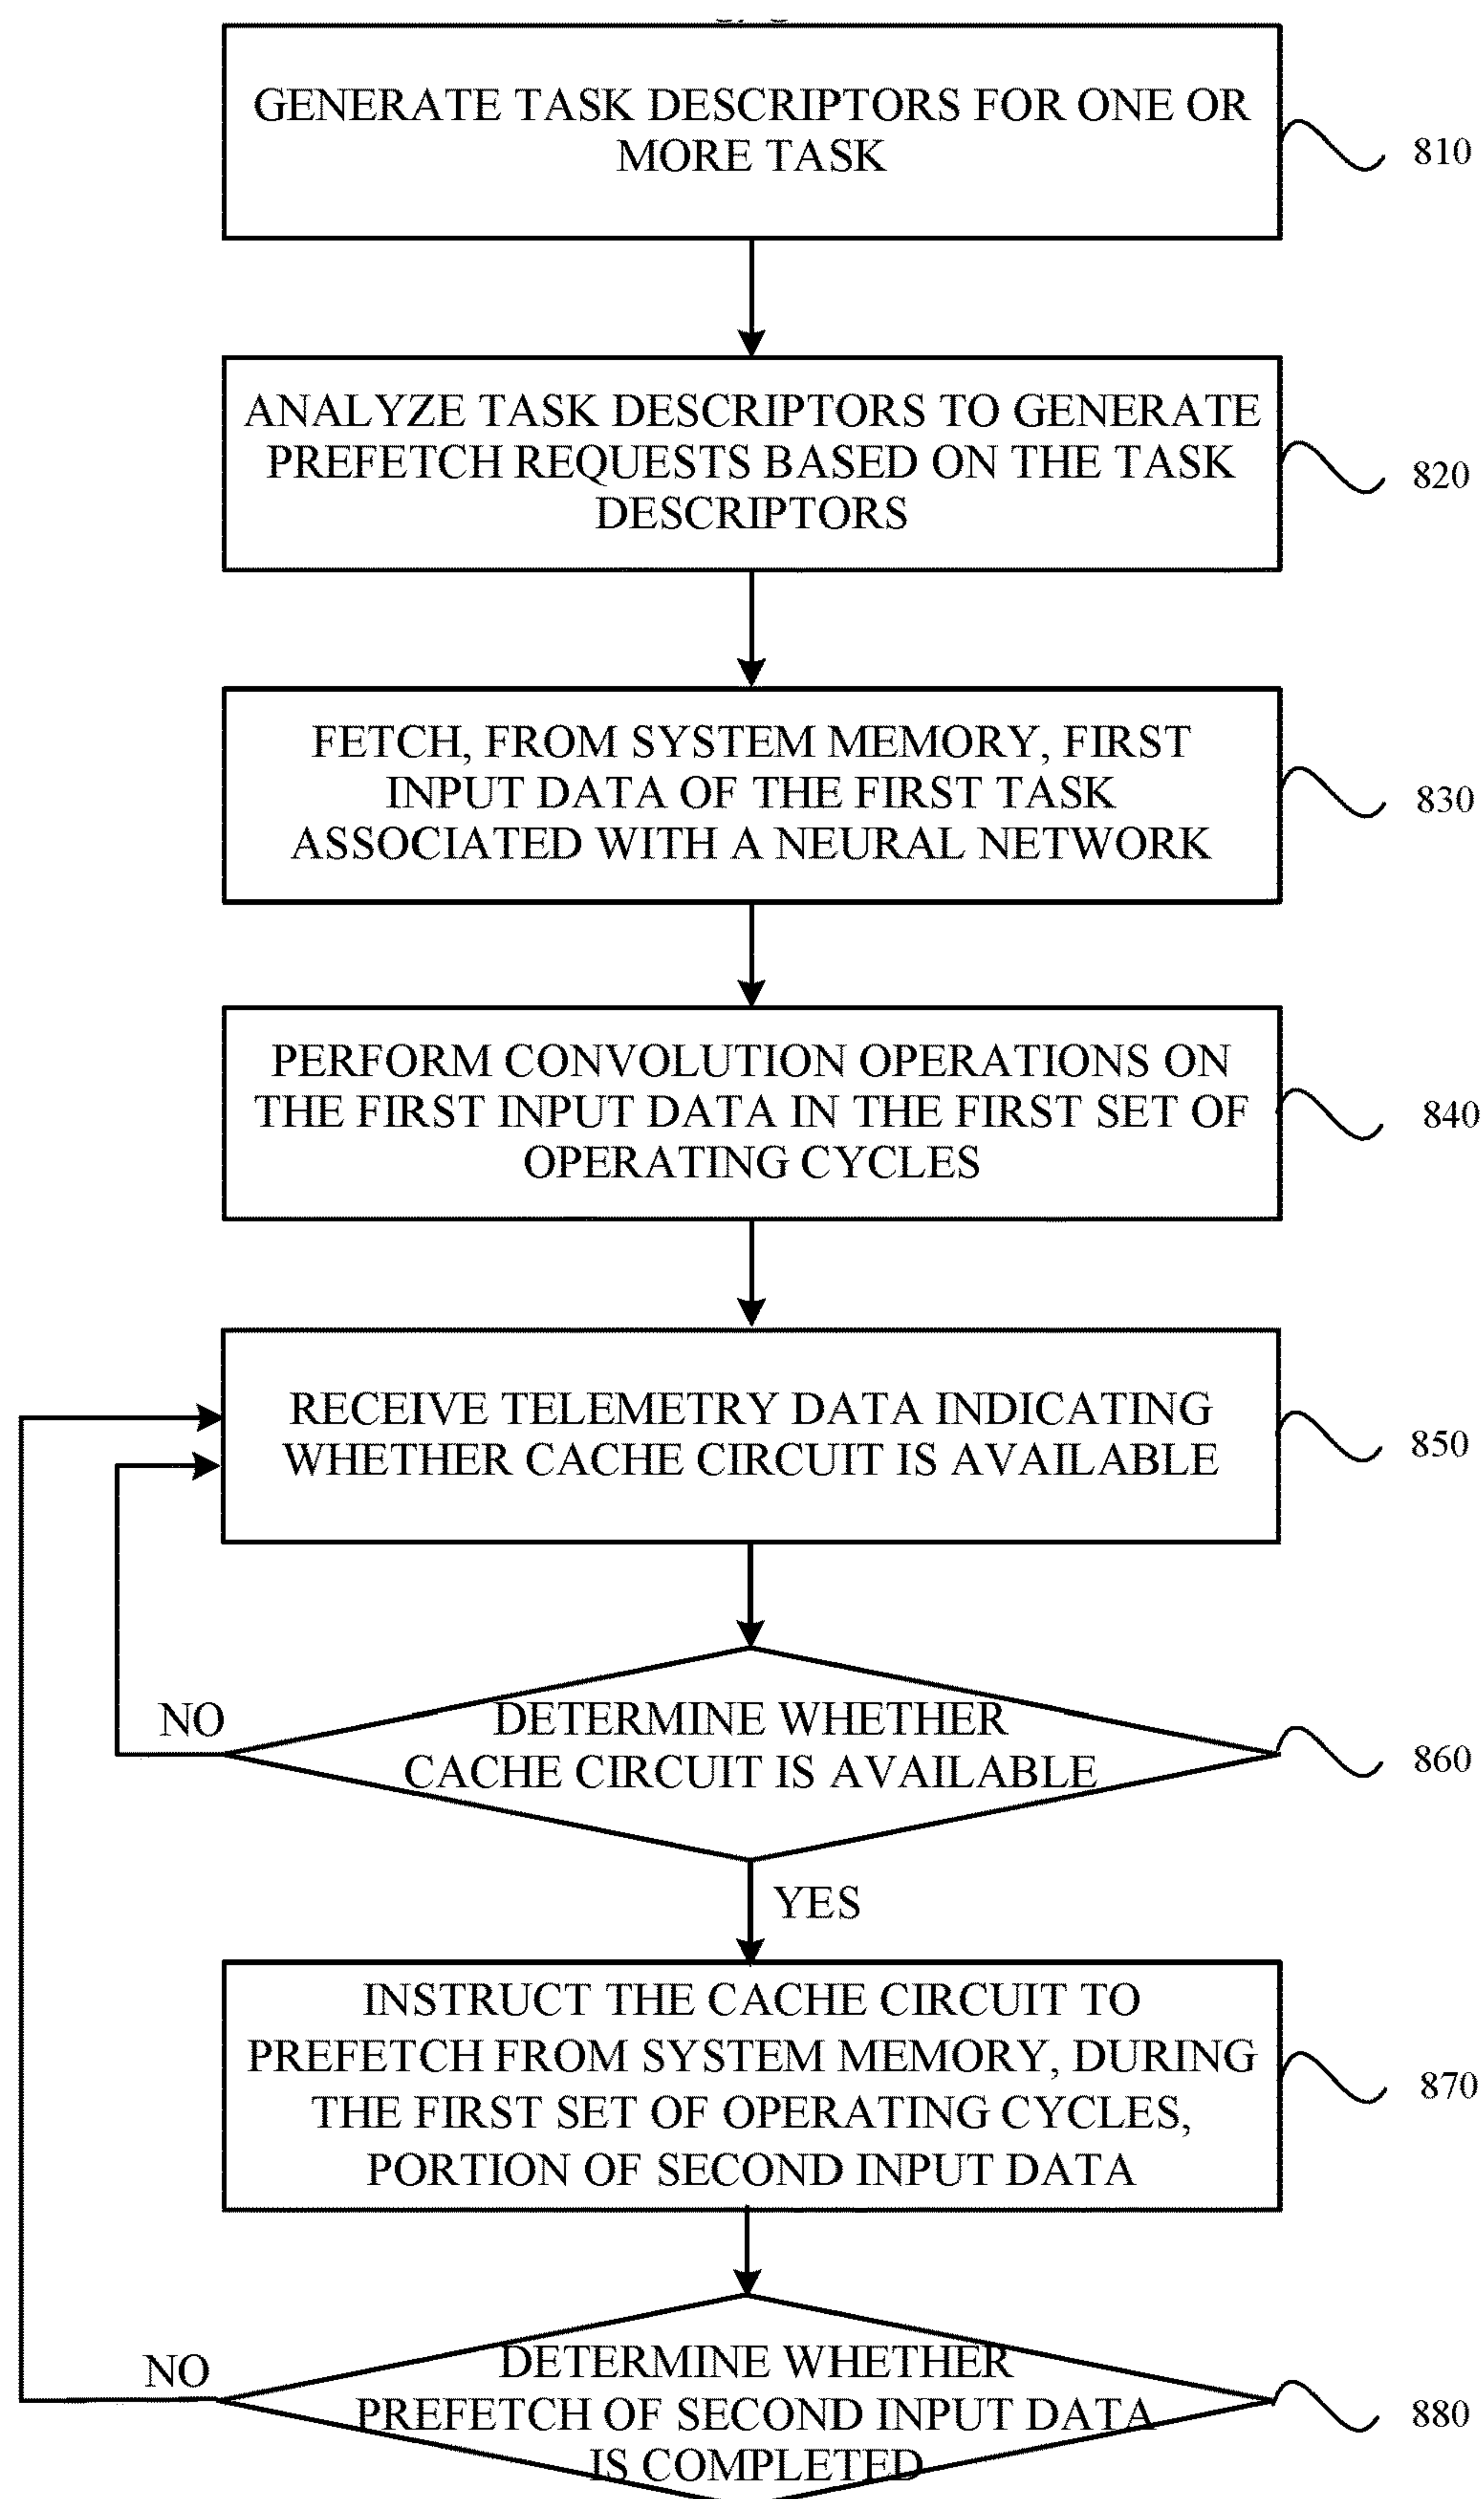 GENERATE TASK DESCRIPTORS FOR ONE OR
MORE TASK
810
ANALYZE TASK DESCRIPTORS TO GENERATE
PREFETCH REQUESTS BASED ON THE TASK
DESCRIPTORS
820
FETCH, FROM SYSTEM MEMORY, FIRST
INPUT DATA OF THE FIRST TASK
ASSOCIATED WITH A NEURAL NETWORK
830
PERFORM CONVOLUTION OPERATIONS ON
THE FIRST INPUT DATA IN THE FIRST SET OF
OPERATING CYCLES
840
RECEIVE TELEMETRY DATA INDICATING
WHETHER CACHE CIRCUIT IS AVAILABLE
850
NO
DETERMINE WHETHER
CACHE CIRCUIT IS AVAILABLE
860
YES
INSTRUCT THE CACHE CIRCUIT TO
PREFETCH FROM SYSTEM MEMORY, DURING
THE FIRST SET OF OPERATING CYCLES,
PORTION OF SECOND INPUT DATA
870
NO
DETERMINE WHETHER
PREFETCH OF SECOND INPUT DATA
IS COMPLETED
880